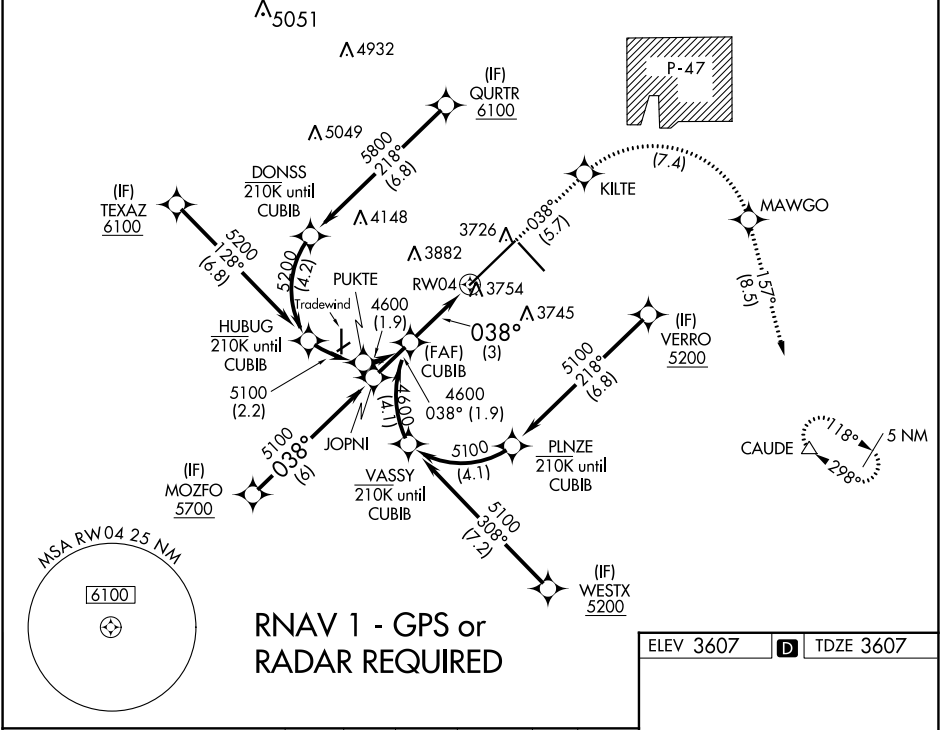 5051
4932
(IF)
QURTR
6100
P-47
5049
5800
218°
(6.8)
DONSS
210K until
CUBIB
(7.4)
KILTE
(IF)
TEXAZ
6100
4148
3726
038°
(5.7)
MAWGO
5200
128°
(6.8)
5200
(4.2)
3882
PUKTE
RW04
3754
157°
(8.5)
Tradewind
4600
(1.9)
3745
038°
(3)
HUBUG
210K until
CUBIB
(FAF)
CUBIB
(IF)
VERRO
5200
5100
(2.2)
4600
(4.1)
4600
038° (1.9)
5100
218°
(6.8)
JOPNI
5100
038°
(6)
(IF)
MOZFO
5700
VASSY
210K until
CUBIB
5100
(4.1)
PLNZE
210K until
CUBIB
CAUDE
118°
298°
5 NM
5100
308°
(7.2)
(IF)
WESTX
5200
MSA RW04 25 NM
6100
RNAV 1 - GPS or
RADAR REQUIRED
ELEV 3607 D TDZE 3607